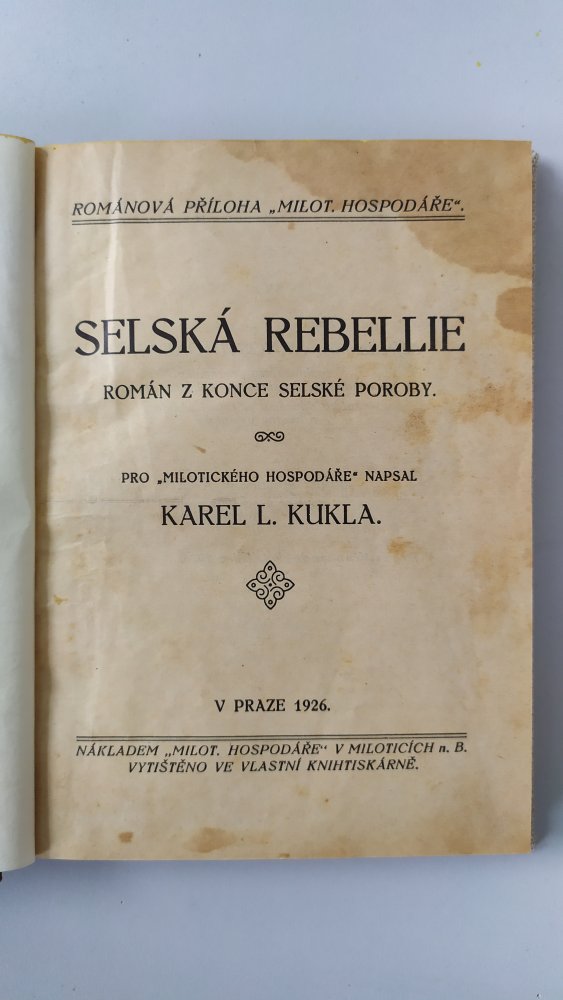 ROMÁNOVÁ PŘÍLOHA „MILOT. HOSPODÁŘE“.
SELSKÁ REBELLIE
ROMÁN Z KONCE SELSKÉ POROBY.
PRO „MILOTICKÉHO HOSPODÁŘE“ NAPSAL
KAREL L. KUKLA.
V PRAZE 1926.
NÁKLADEM „MILOT. HOSPODÁŘE“ V MILOTICÍCH n. B.
VYTIŠTĚNO VE VLASTNÍ KNIHTISKÁRNĚ.